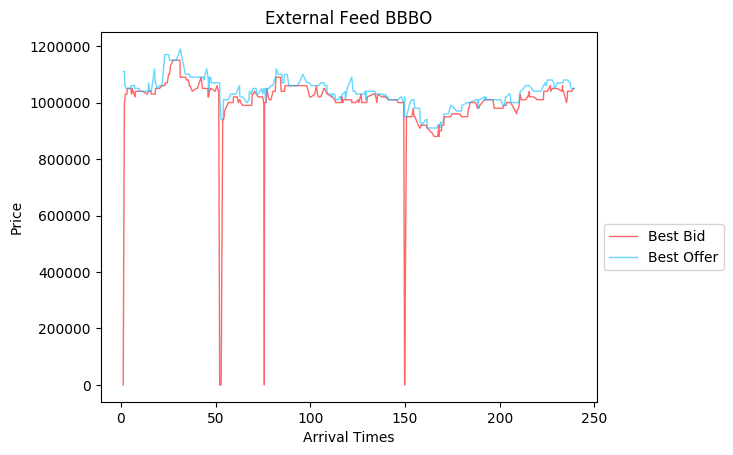 External Feed BBBO
1200000
1000000
800000
600000
400000
200000
0
Price
Best Bid
Best Offer
0 50 100 150 200 250
Arrival Times